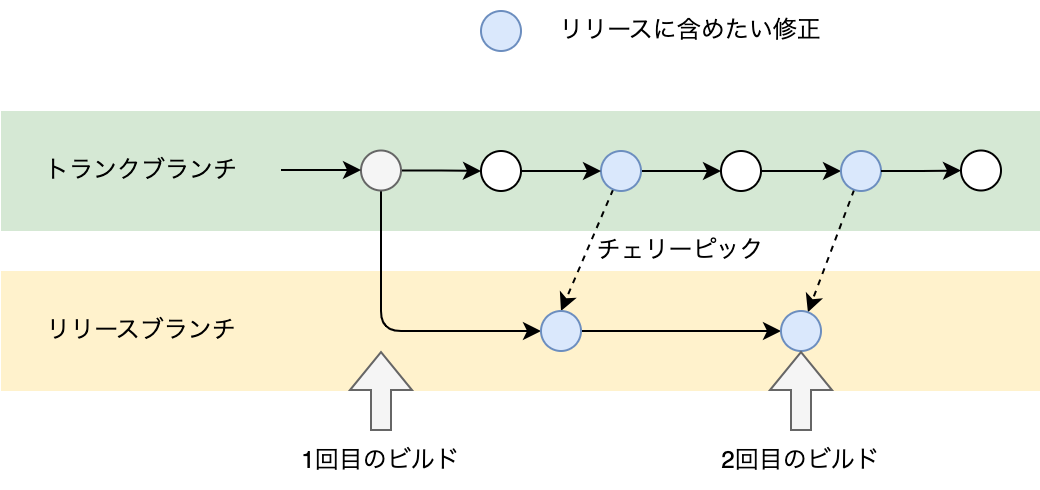 リリースに含めたい修正
トランクブランチ
チェリーピック
リリースブランチ
1回目のビルド
2回目のビルド